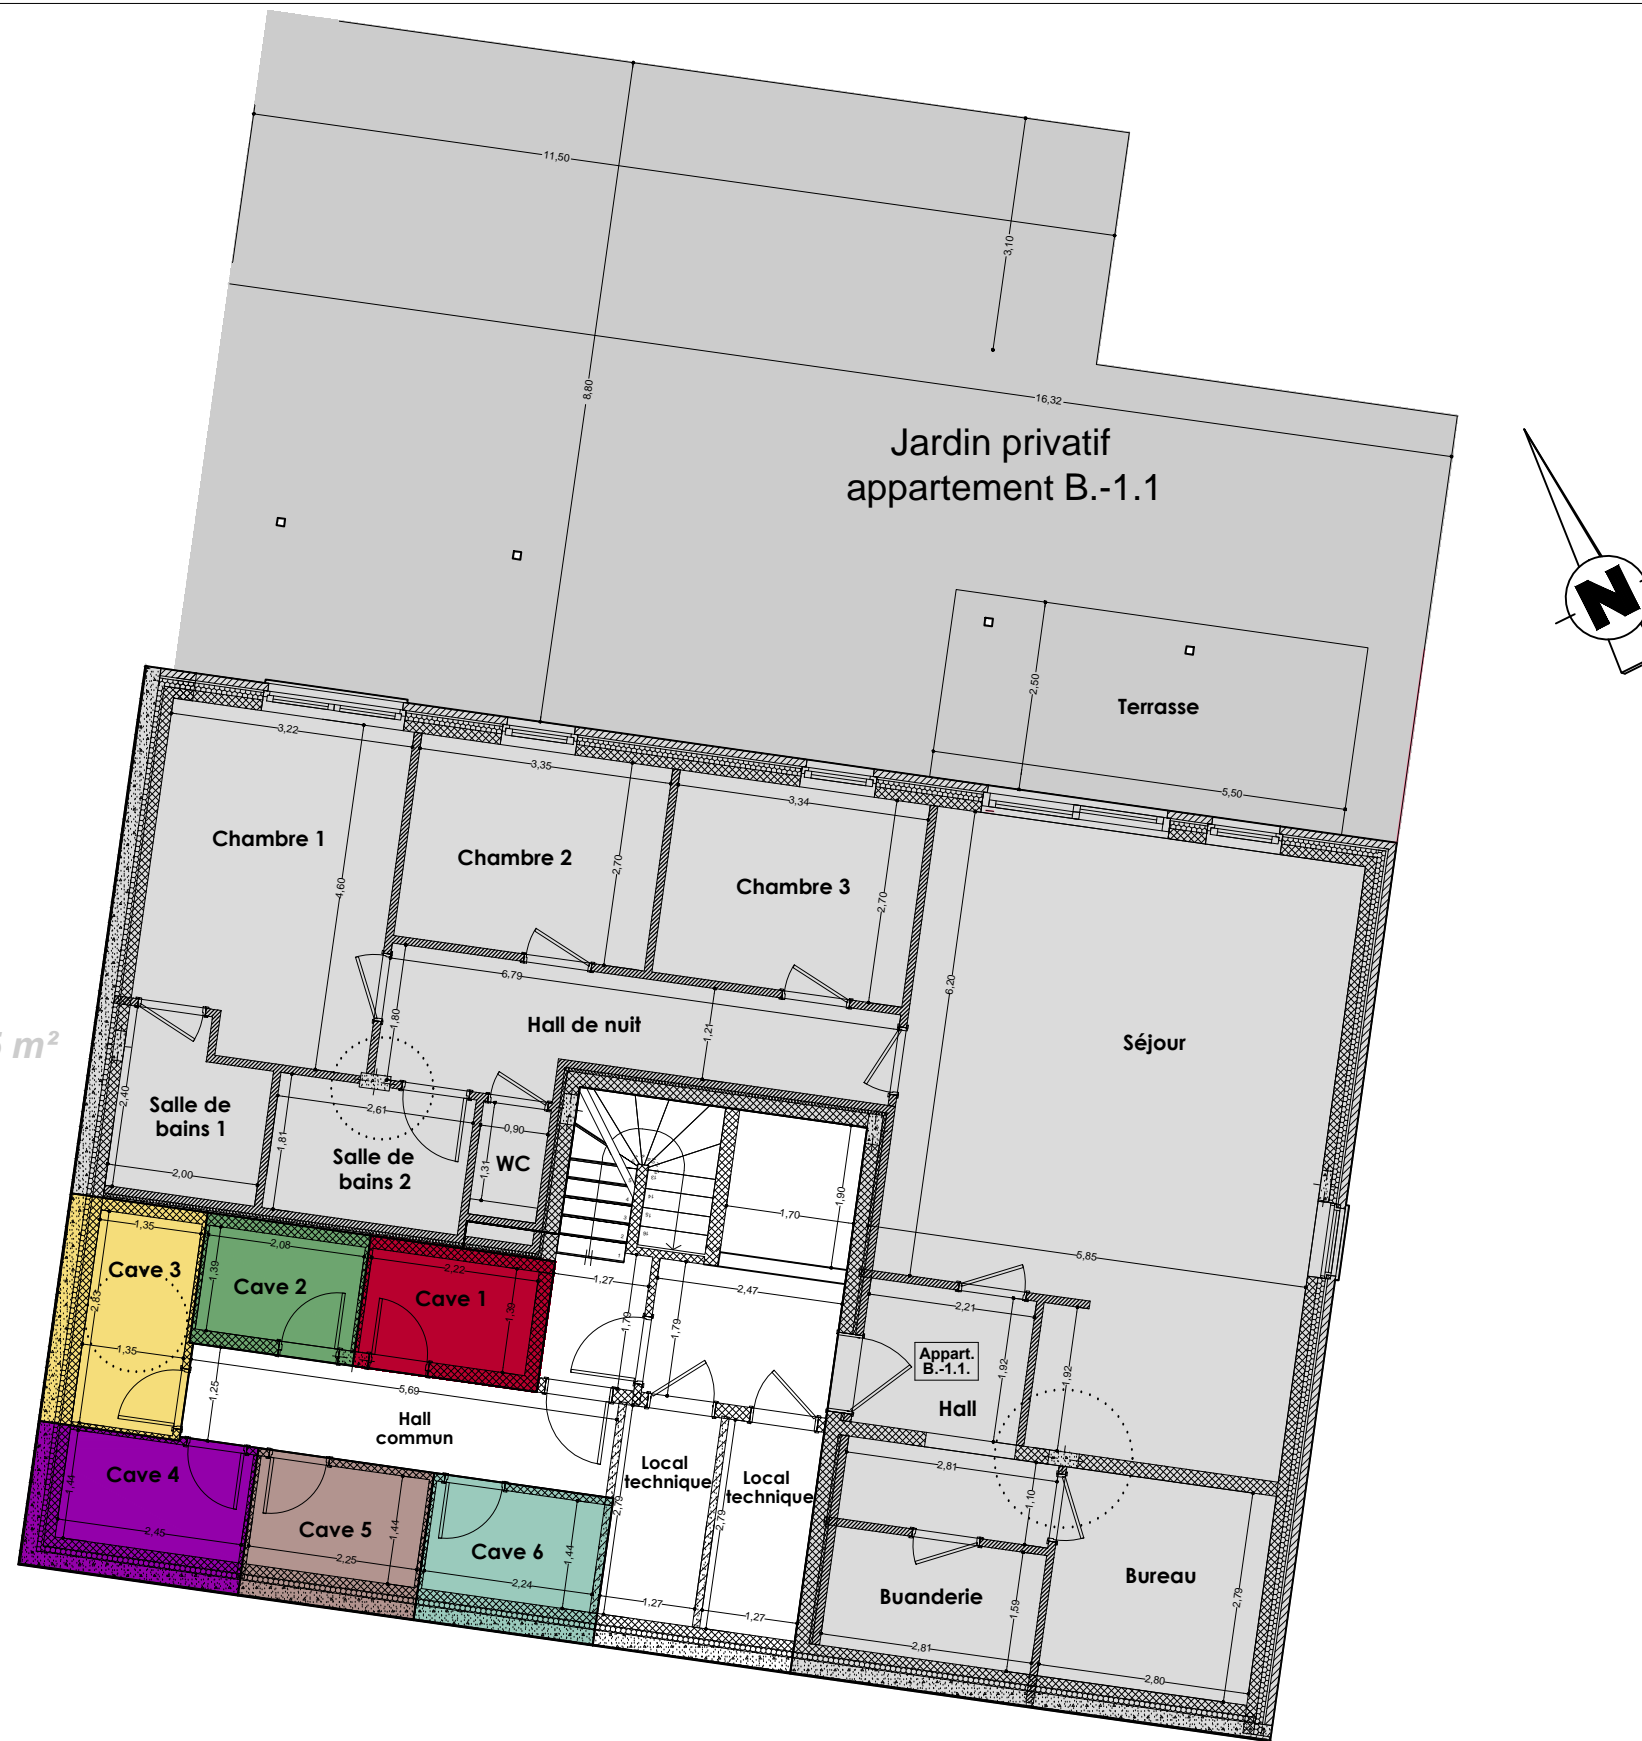 11,50
3,10
8,80
16,32
Jardin privatif
appartement B.-1.1
N
2,50
Terrasse
5,50
3,22
3,35
3,34
Chambre 1
Chambre 2
Chambre 3
4,60
2,70
2,70
6,20
6,79
1,80
Hall de nuit
1,21
Séjour
m²
2,40
Salle de
bains 1
2,00
2,61
1,81
Salle de
bains 2
0,90
WC
1,31
1,90
1,70
5,85
1,35
2,08
2,22
Cave 3
Cave 2
Cave 1
2,83
1,39
1,39
1,35
1,27
2,47
1,70
1,79
2,21
Appart.
B.-1.1.
1,92
1,92
Hall
5,69
1,25
Hall
commun
Cave 4
1,44
2,45
Cave 5
1,44
2,25
Cave 6
1,44
2,24
Local
technique
2,79
1,27
Local
technique
2,79
1,27
2,81
1,10
Buanderie
1,59
2,81
Bureau
2,79
2,80